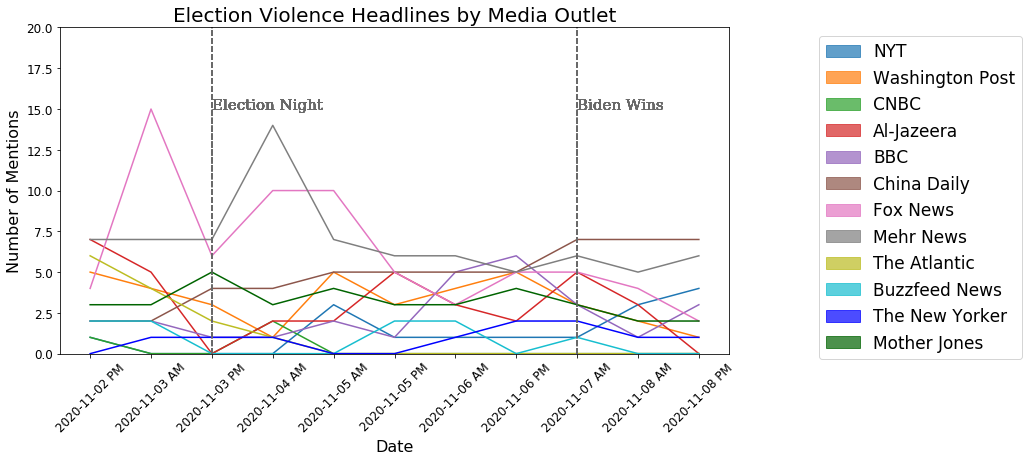 Election Violence Headlines by Media Outlet
Number of Mentions
20.0
17.5
15.0
12.5
10.0
7.5
5.0
2.5
0.0
Election Night
Biden Wins
2020-11-02 PM
2020-11-03 AM
2020-11-03 PM
2020-11-04 AM
2020-11-05 AM
2020-11-05 PM
2020-11-06 AM
2020-11-06 PM
2020-11-07 AM
2020-11-08 AM
2020-11-08 PM
Date
NYT
Washington Post
CNBC
Al-Jazeera
BBC
China Daily
Fox News
Mehr News
The Atlantic
Buzzfeed News
The New Yorker
Mother Jones